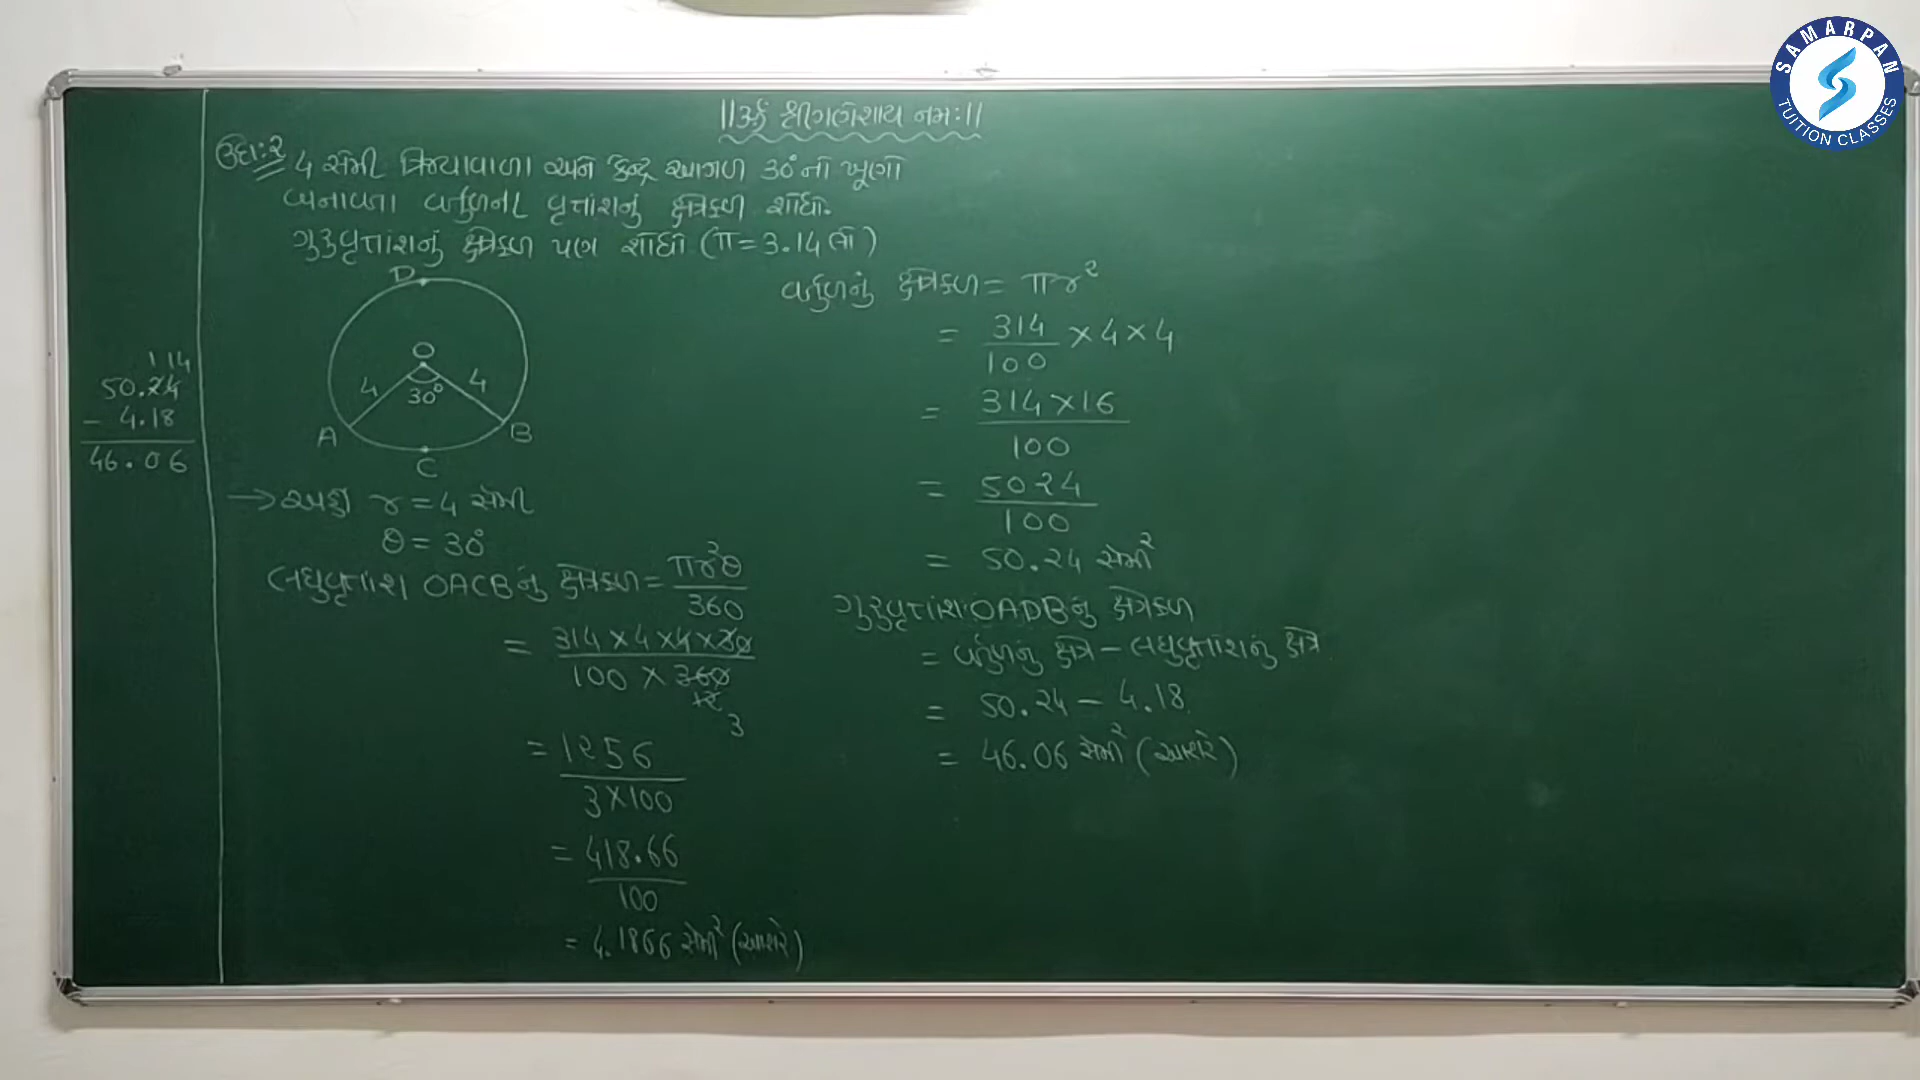 ||ૐ શ્રી ગણેશાય નમઃ||
ઉદા:૨ 4 સેમી ત્રિજ્યાવાળા અને કેન્દ્ર આગળ 30°નો ખૂણો
બનાવતા વર્તુળના વૃત્તાંશનું ક્ષેત્રફળ શોધો.
ગુરુવૃત્તાંશનું ક્ષેત્રફળ પણ શોધો (π=3.14 લો)
D
O
4 4
30°
A B
C
1 14
50.24
- 4.18
46.06
→ અહીં r = 4 સેમી
θ = 30°
લઘુવૃત્તાંશ OACBનું ક્ષેત્રફળ = πr²θ
360
= 314 × 4 × 4 × 30
100 × 360
12
3
= 1256
3×100
= 418.66
100
= 4.1866 સેમી² (આશરે)
વર્તુળનું ક્ષેત્રફળ = πr²
= 314 × 4 × 4
100
= 314 × 16
100
= 5024
100
= 50.24 સેમી²
ગુરુવૃત્તાંશ OADBનું ક્ષેત્રફળ
= વર્તુળનું ક્ષેત્ર – લઘુવૃત્તાંશનું ક્ષેત્ર
= 50.24 – 4.18
= 46.06 સેમી² (આશરે)
SAMARPAN
TUITION CLASSES